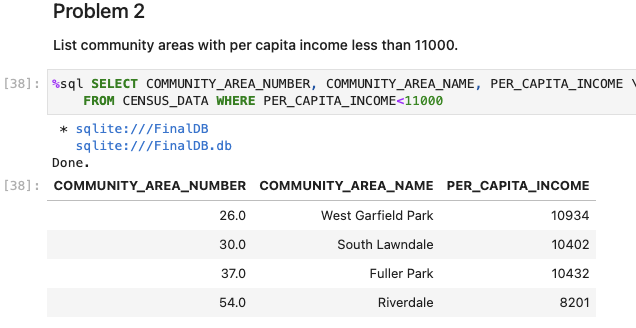 Problem 2
List community areas with per capita income less than 11000.
[38]: %sql SELECT COMMUNITY_AREA_NUMBER, COMMUNITY_AREA_NAME, PER_CAPITA_INCOME \
FROM CENSUS_DATA WHERE PER_CAPITA_INCOME<11000
* sqlite:///FinalDB
sqlite:///FinalDB.db
Done.
[38]: COMMUNITY_AREA_NUMBER COMMUNITY_AREA_NAME PER_CAPITA_INCOME
26.0 West Garfield Park 10934
30.0 South Lawndale 10402
37.0 Fuller Park 10432
54.0 Riverdale 8201